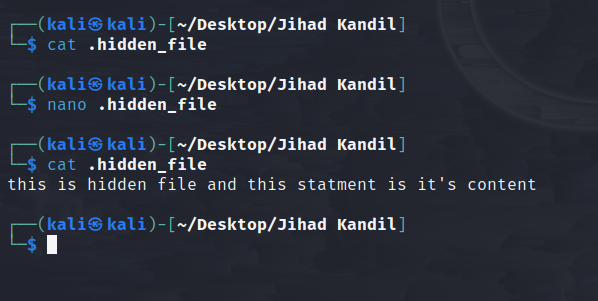 ┌──(kali㉿kali)-[~/Desktop/Jihad Kandil]
└─$ cat .hidden_file
┌──(kali㉿kali)-[~/Desktop/Jihad Kandil]
└─$ nano .hidden_file
┌──(kali㉿kali)-[~/Desktop/Jihad Kandil]
└─$ cat .hidden_file
this is hidden file and this statment is it's content
┌──(kali㉿kali)-[~/Desktop/Jihad Kandil]
└─$